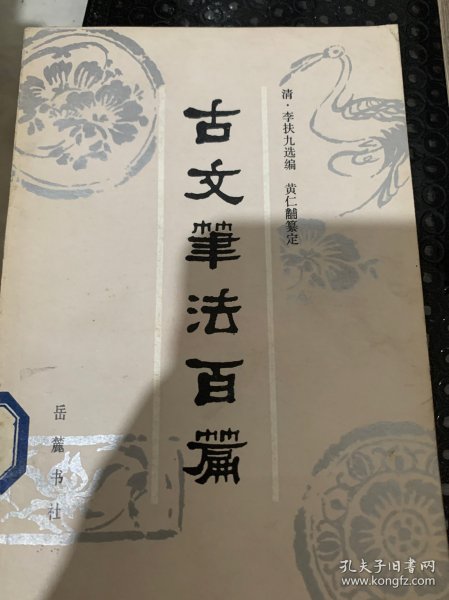 古文筆法百篇
清·李扶九选编 黄仁黼纂定
岳麓书社
孔夫子旧书网
www.kongfz.com